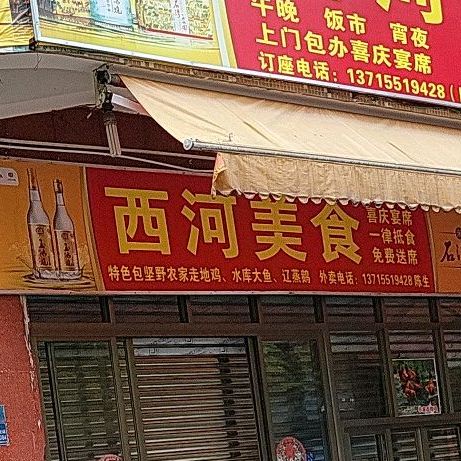 午晚 饭市 宵夜
上门包办喜庆宴席
订座电话：13715519428
西河美食
喜庆宴席
一律抵食
免费送席
特色包坚野农家走地鸡、水库大鱼、辽蒸鹅 外卖电话：13715519428 陈生
石